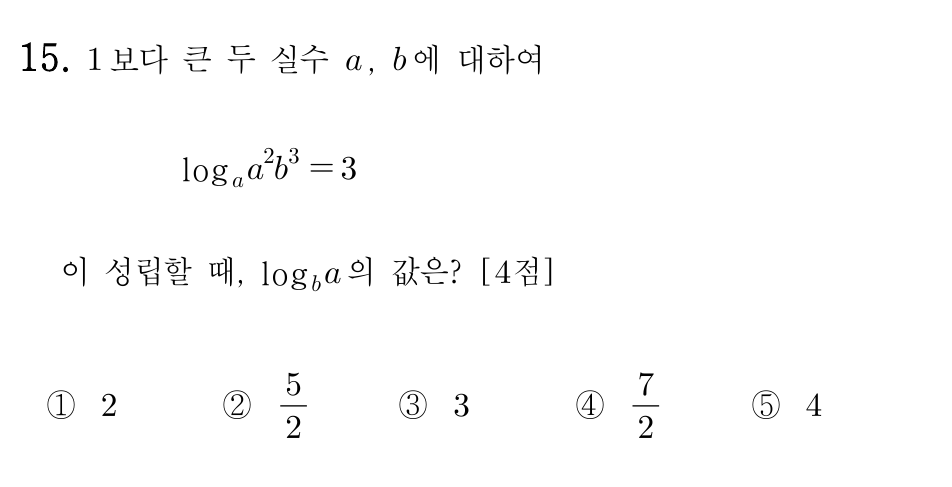 15. 1보다 큰 두 실수 a, b에 대하여
logₐa²b³ = 3
이 성립할 때, log_b a의 값은? [4점]
① 2 ② 5/2 ③ 3 ④ 7/2 ⑤ 4